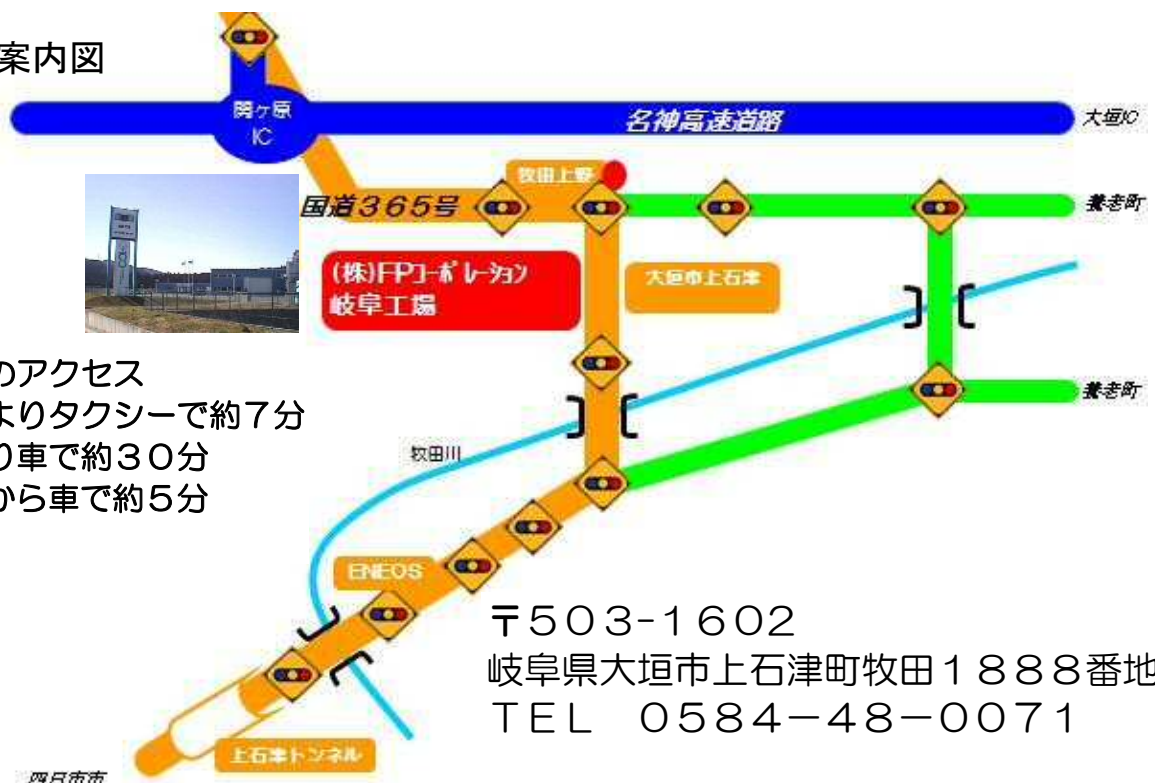 案内図
関ヶ原
IC
名神高速道路
大垣IC
牧田上野
国道365号
養老町
(株)FPコーポレーション
岐阜工場
大垣市上石津
のアクセス
よりタクシーで約7分
り車で約30分
から車で約5分
養老町
牧田川
ENEOS
〒503-1602
岐阜県大垣市上石津町牧田1888番地
TEL 0584-48-0071
上石津トンネル
四日市市